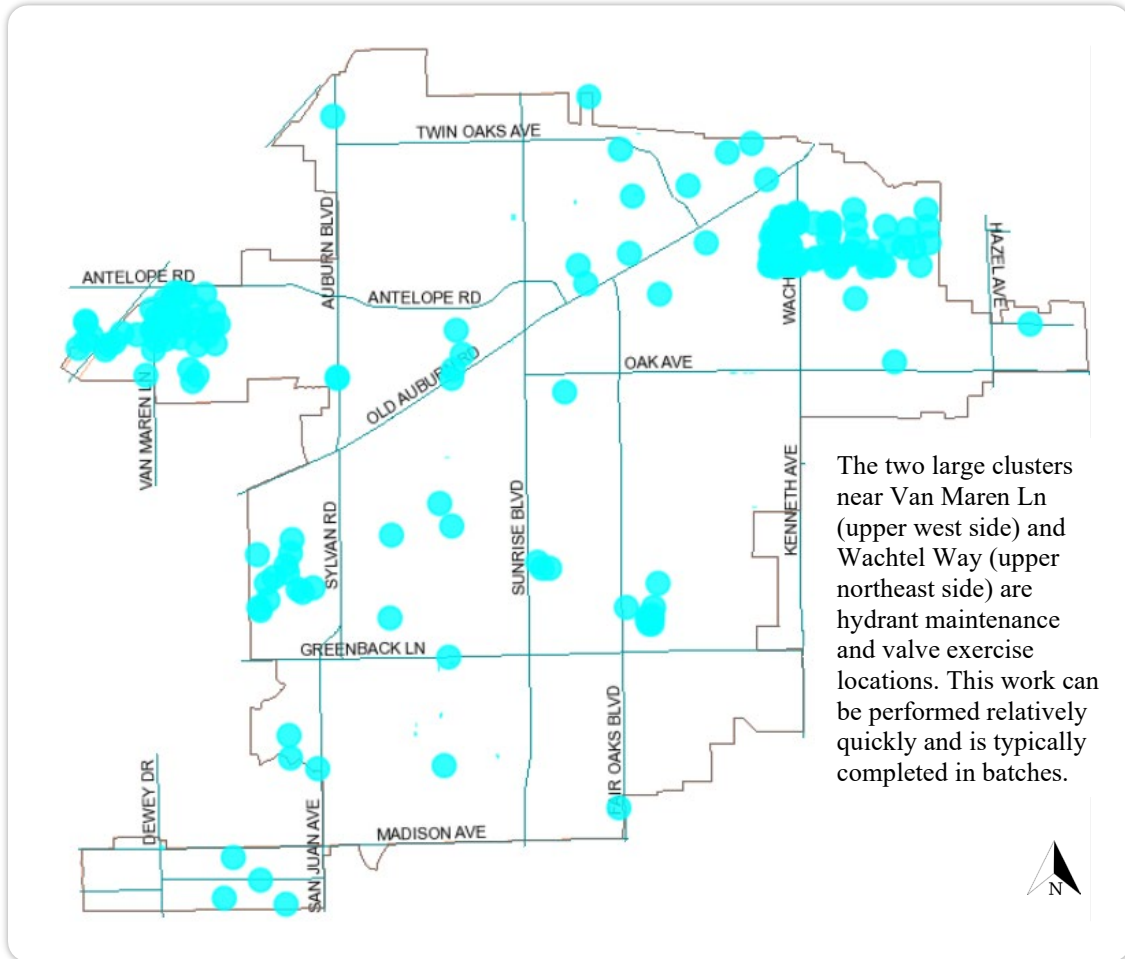 TWIN OAKS AVE
AUBURN BLVD
HAZEL AVE
ANTELOPE RD
ANTELOPE RD
WACH
OLD AUBURN RD
OAK AVE
VAN MAREN LN
SYLVAN RD
SUNRISE BLVD
KENNETH AVE
The two large clusters
near Van Maren Ln
(upper west side) and
Wachtel Way (upper
northeast side) are
hydrant maintenance
and valve exercise
locations. This work can
be performed relatively
quickly and is typically
completed in batches.
GREENBACK LN
FAIR OAKS BLVD
DEWEY DR
SAN JUAN AVE
MADISON AVE
N